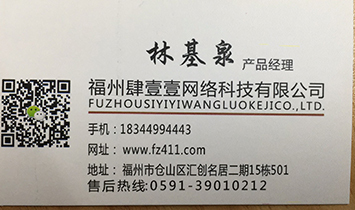 林基泉 产品经理
福州肆壹壹网络科技有限公司
FUZHOUSIYIYIWANGLUOKEJICO.,LTD.
手机：18344994443
网址： www.fz411.com
地址： 福州市仓山区汇创名居二期15栋501
售后热线:0591-39010212